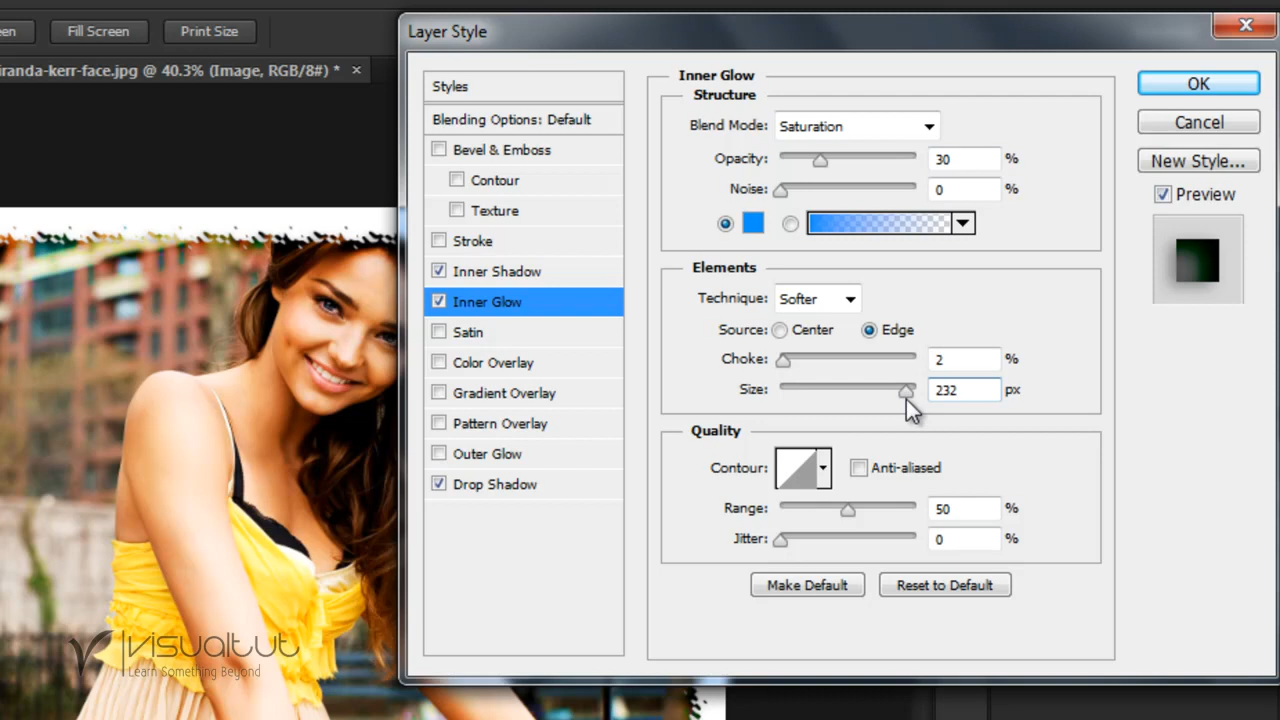 een
Fill Screen
Print Size
Layer Style
iranda-kerr-face.jpg @ 40.3% (Image, RGB/8#) * ×
Styles
Blending Options: Default
Bevel & Emboss
Contour
Texture
Stroke
Inner Shadow
Inner Glow
Satin
Color Overlay
Gradient Overlay
Pattern Overlay
Outer Glow
Drop Shadow
Inner Glow
Structure
Blend Mode: Saturation
Opacity: 30 %
Noise: 0 %
Elements
Technique: Softer
Source: Center Edge
Choke: 2 %
Size: 232 px
Quality
Contour: Anti-aliased
Range: 50 %
Jitter: 0 %
Make Default
Reset to Default
OK
Cancel
New Style...
Preview
visualtut
Learn Something Beyond